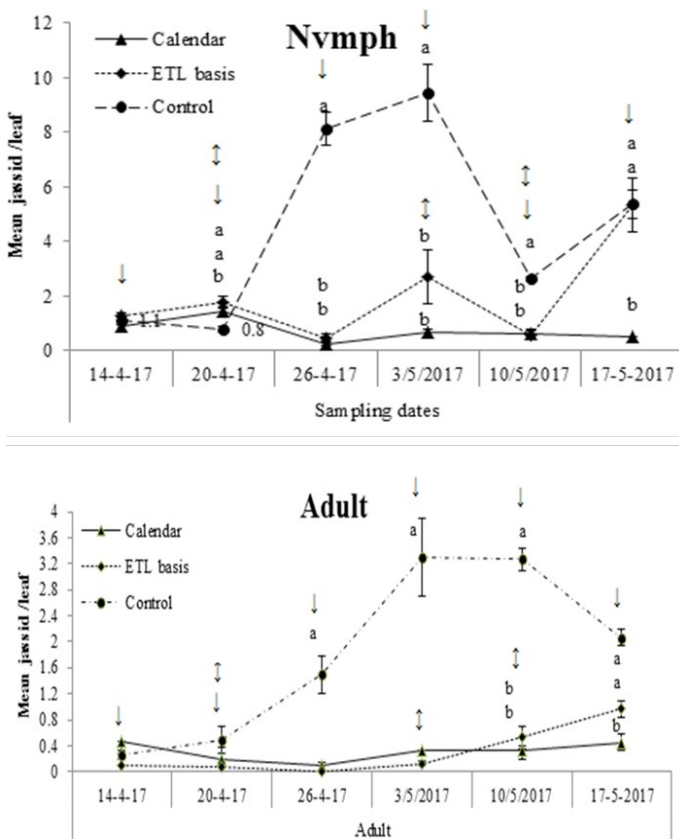 Nvmph
Calendar
ETL basis
Control
12
10
8
6
4
2
0
Mean jassid /leaf
↓
↓ a
↓ a
↕ ↓ a a b
b b
↕ b b
↕ ↓ a b b
↓ a a b
1.1
0.8
14-4-17 20-4-17 26-4-17 3/5/2017 10/5/2017 17-5-2017
Sampling dates
Adult
Calendar
ETL basis
Control
4
3.6
3.2
2.8
2.4
2
1.6
1.2
0.8
0.4
0
Mean jassid /leaf
↓
↕ ↓
↓ a
↓ a
↕
↓ a
↕ b b
↓ a a b
14-4-17 20-4-17 26-4-17 3/5/2017 10/5/2017 17-5-2017
Adult